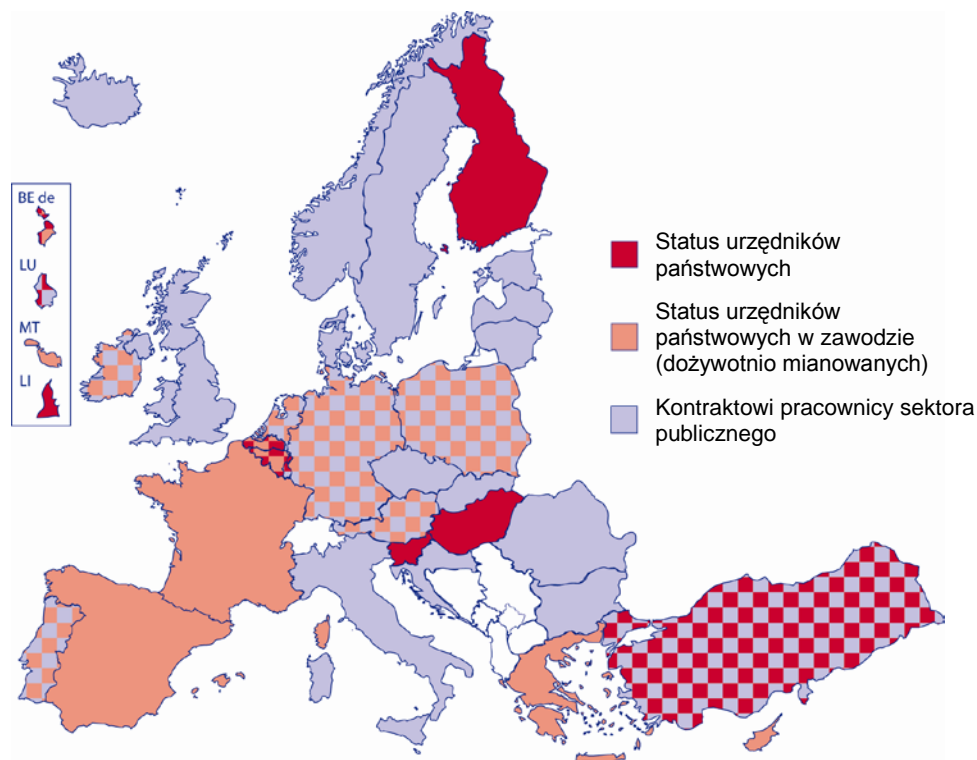 BE de
LU
MT
LI
Status urzędników
państwowych
Status urzędników
państwowych w zawodzie
(dożywotnio mianowanych)
Kontraktowi pracownicy sektora
publicznego